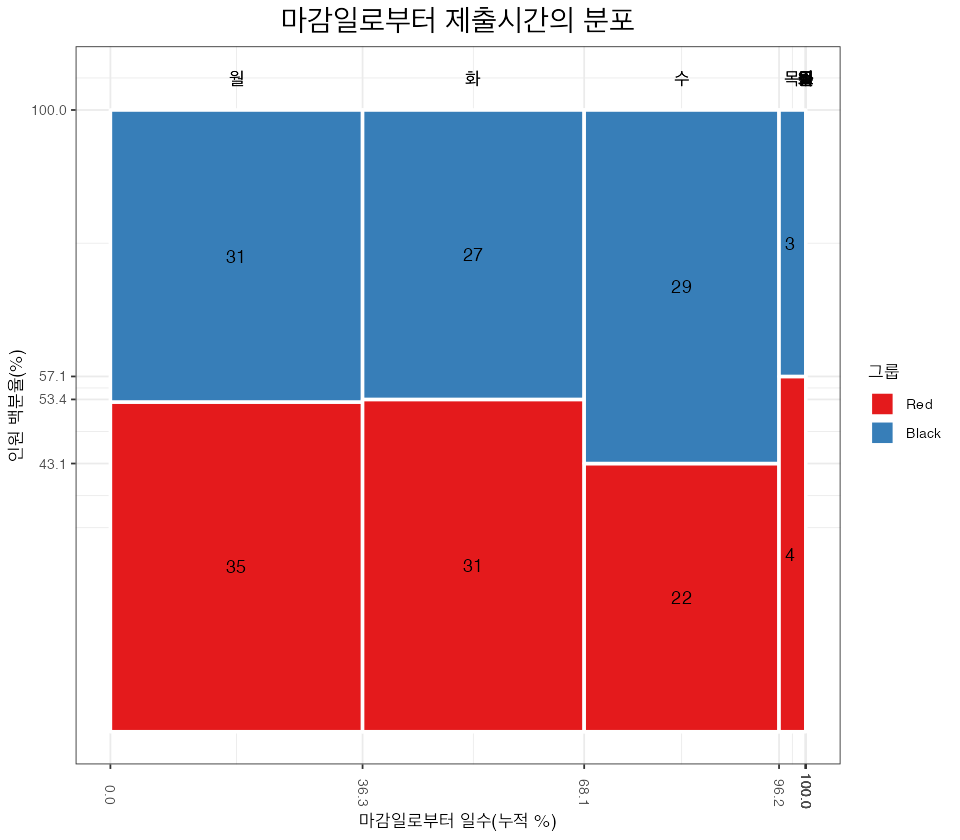 마감일로부터 제출시간의 분포
월 화 수 목
100.0
57.1
53.4
43.1
인원 백분율(%)
31 27 29 3
35 31 22 4
0.0 36.3 68.1 96.2 100.0
마감일로부터 일수(누적 %)
그룹
Red
Black